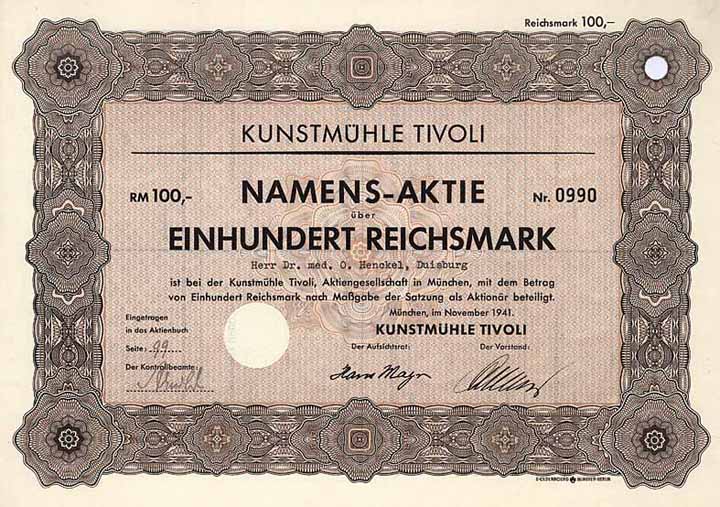 Reichsmark 100,–
KUNSTMÜHLE TIVOLI
RM 100,–
NAMENS-AKTIE
Nr. 0990
über
EINHUNDERT REICHSMARK
Herr Dr. med. O. Henckel, Duisburg
ist bei der Kunstmühle Tivoli, Aktiengesellschaft in München, mit dem Betrag
von Einhundert Reichsmark nach Maßgabe der Satzung als Aktionär beteiligt.
München, im November 1941.
Eingetragen
in das Aktienbuch
KUNSTMÜHLE TIVOLI
Seite: 99
Der Aufsichtsrat:
Der Vorstand:
Der Kontrollbeamte:
Hans Mayr